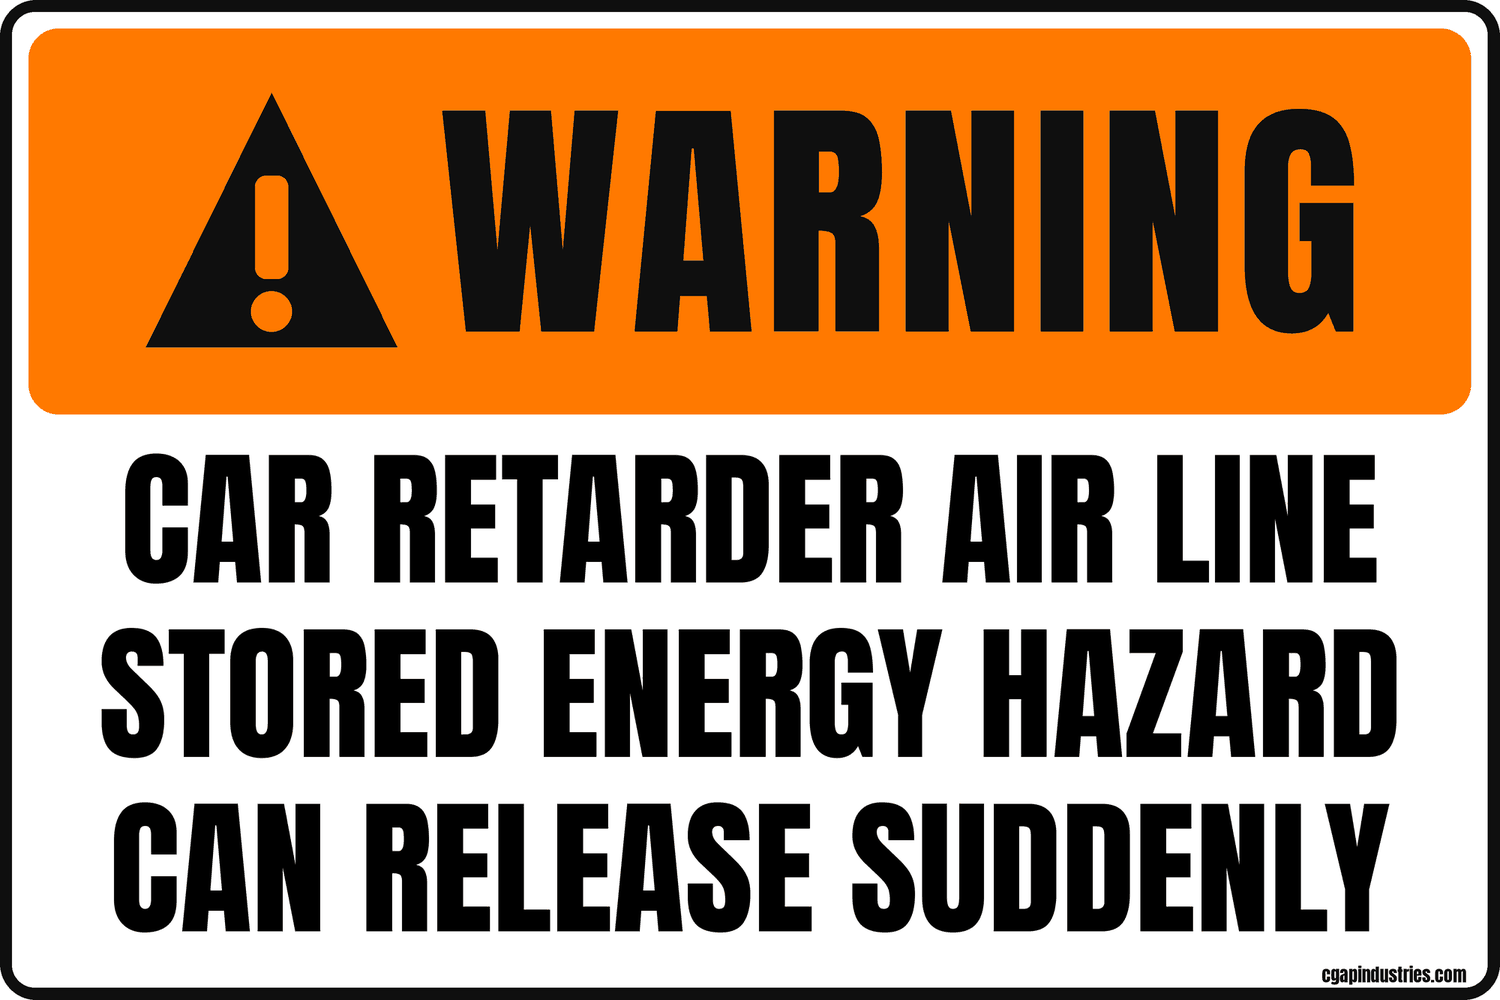 WARNING
CAR RETARDER AIR LINE
STORED ENERGY HAZARD
CAN RELEASE SUDDENLY
cgapindustries.com